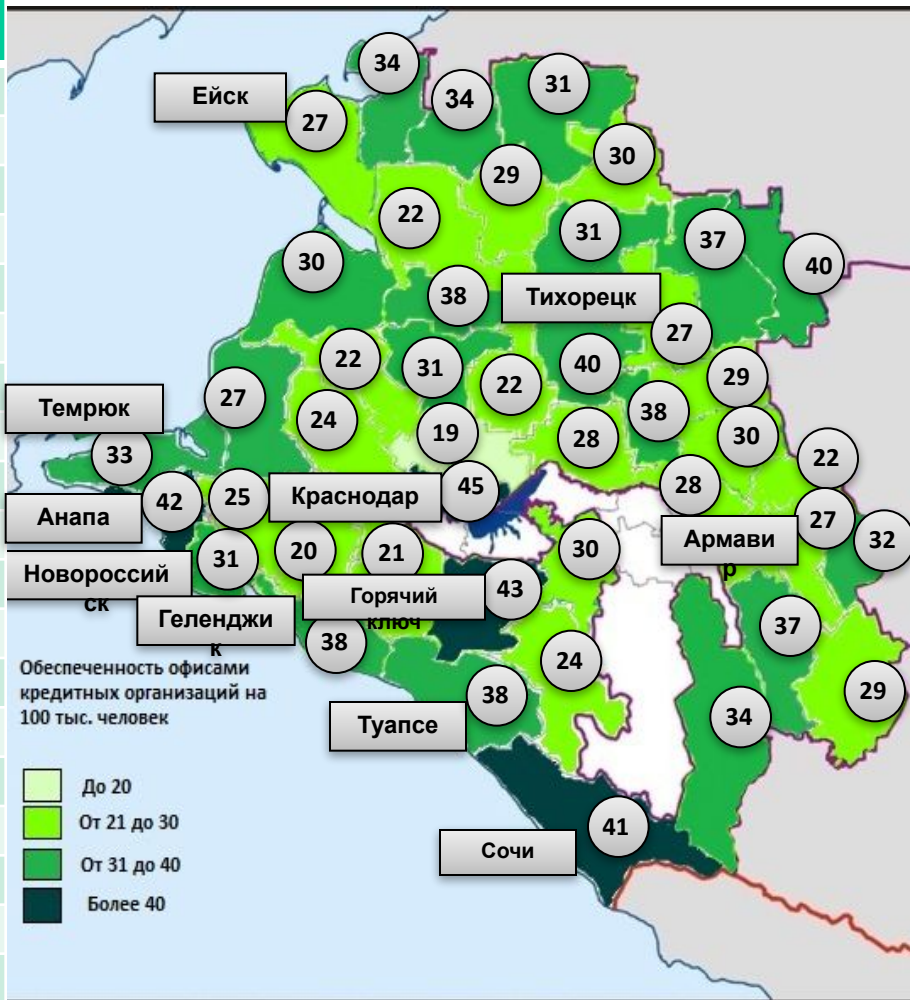 34
31
Ейск
34
27
30
29
22
31
37
30
40
38
Тихорецк
27
22
31
40
29
22
27
38
Темрюк
24
19
28
30
33
22
45
28
25
Краснодар
42
Анапа
27
Армави
р
32
20
21
30
31
Новороссий
ск
43
Горячий
ключ
Геленджи
к
37
38
24
Обеспеченность офисами
кредитных организаций на
100 тыс. человек
29
38
34
Туапсе
До 20
От 21 до 30
41
Сочи
От 31 до 40
Более 40